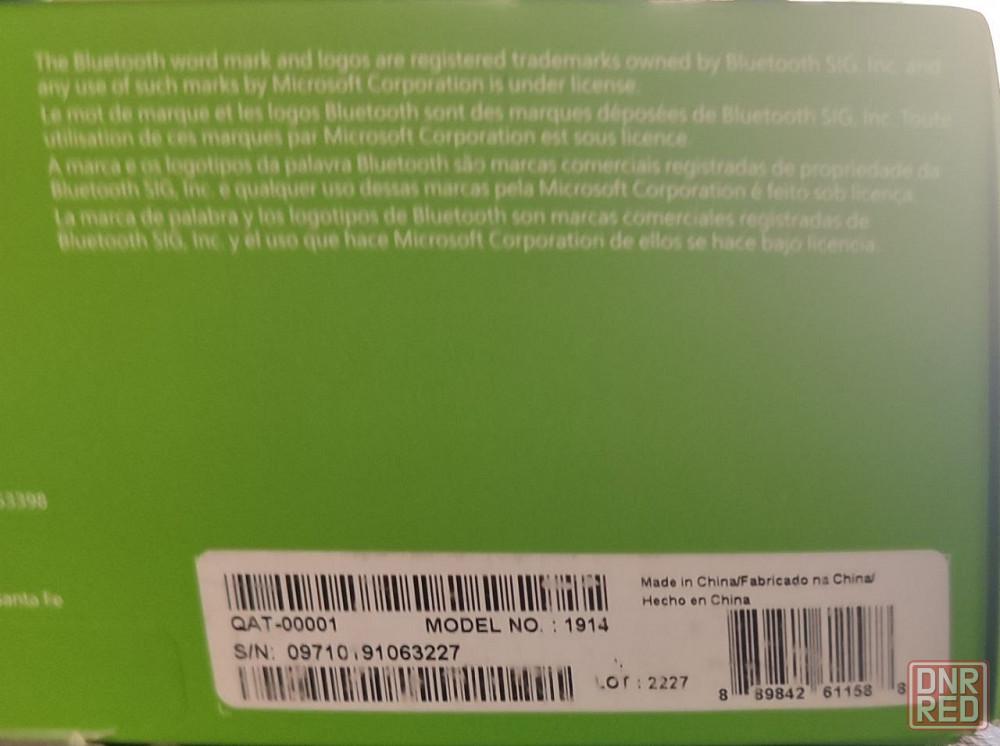 The Bluetooth word mark and logos are registered trademarks owned by Bluetooth SIG, Inc. and
any use of such marks by Microsoft Corporation is under license.
Le mot de marque et les logos Bluetooth sont des marques déposées de Bluetooth SIG, Inc. Toute
utilisation de ces marques par Microsoft Corporation est sous licence.
A marca e os logotipos da palavra Bluetooth são marcas comerciais registradas de propriedade da
Bluetooth SIG, Inc. e qualquer uso dessas marcas pela Microsoft Corporation é feito sob licença.
La marca de palabra y los logotipos de Bluetooth son marcas comerciales registradas de
Bluetooth SIG, Inc. y el uso que hace Microsoft Corporation de ellos se hace bajo licencia.
53398
Santa Fe
Made in China/Fabricado na China/
Hecho en China
QAT-00001 MODEL NO. : 1914
S/N: 09710191063227
LOT : 2227
8 89842 61158 8
DNR
RED